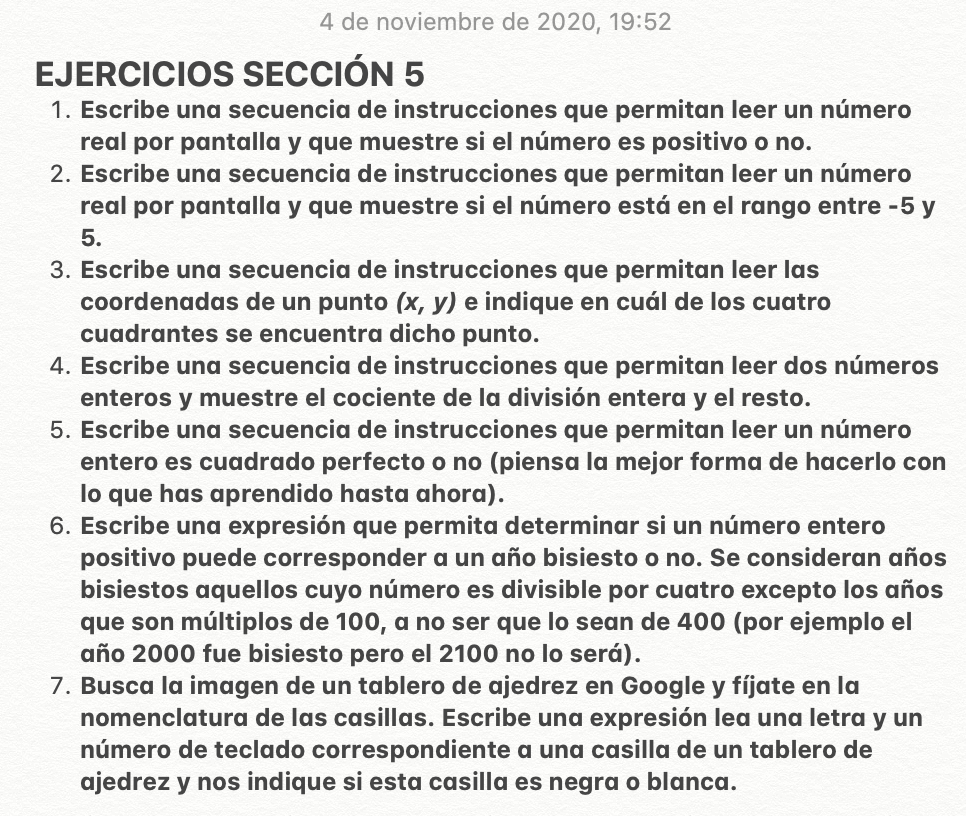 4 de noviembre de 2020, 19:52
EJERCICIOS SECCIÓN 5
1. Escribe una secuencia de instrucciones que permitan leer un número
real por pantalla y que muestre si el número es positivo o no.
2. Escribe una secuencia de instrucciones que permitan leer un número
real por pantalla y que muestre si el número está en el rango entre -5 y
5.
3. Escribe una secuencia de instrucciones que permitan leer las
coordenadas de un punto (x, y) e indique en cuál de los cuatro
cuadrantes se encuentra dicho punto.
4. Escribe una secuencia de instrucciones que permitan leer dos números
enteros y muestre el cociente de la división entera y el resto.
5. Escribe una secuencia de instrucciones que permitan leer un número
entero es cuadrado perfecto o no (piensa la mejor forma de hacerlo con
lo que has aprendido hasta ahora).
6. Escribe una expresión que permita determinar si un número entero
positivo puede corresponder a un año bisiesto o no. Se consideran años
bisiestos aquellos cuyo número es divisible por cuatro excepto los años
que son múltiplos de 100, a no ser que lo sean de 400 (por ejemplo el
año 2000 fue bisiesto pero el 2100 no lo será).
7. Busca la imagen de un tablero de ajedrez en Google y fíjate en la
nomenclatura de las casillas. Escribe una expresión lea una letra y un
número de teclado correspondiente a una casilla de un tablero de
ajedrez y nos indique si esta casilla es negra o blanca.